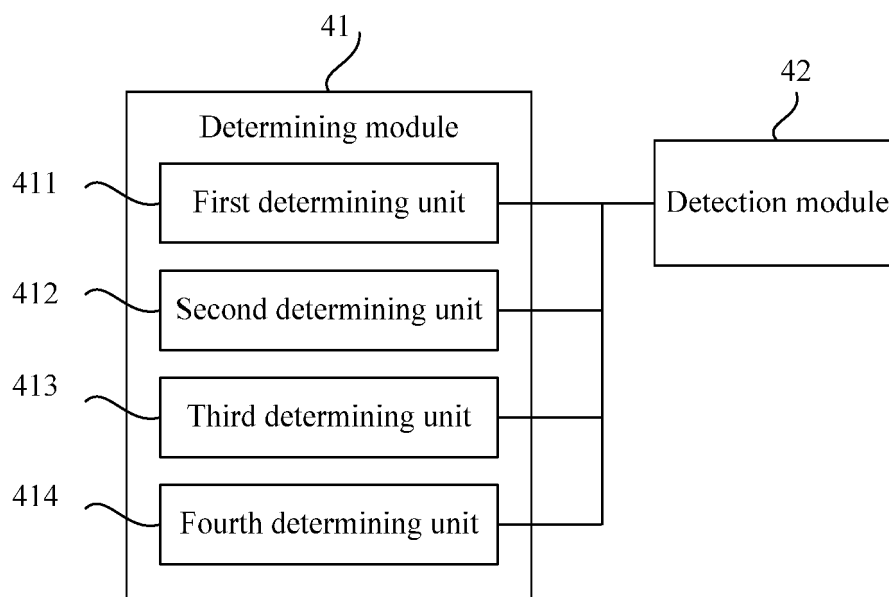 41
42
Determining module
411
First determining unit
Detection module
412
Second determining unit
413
Third determining unit
414
Fourth determining unit